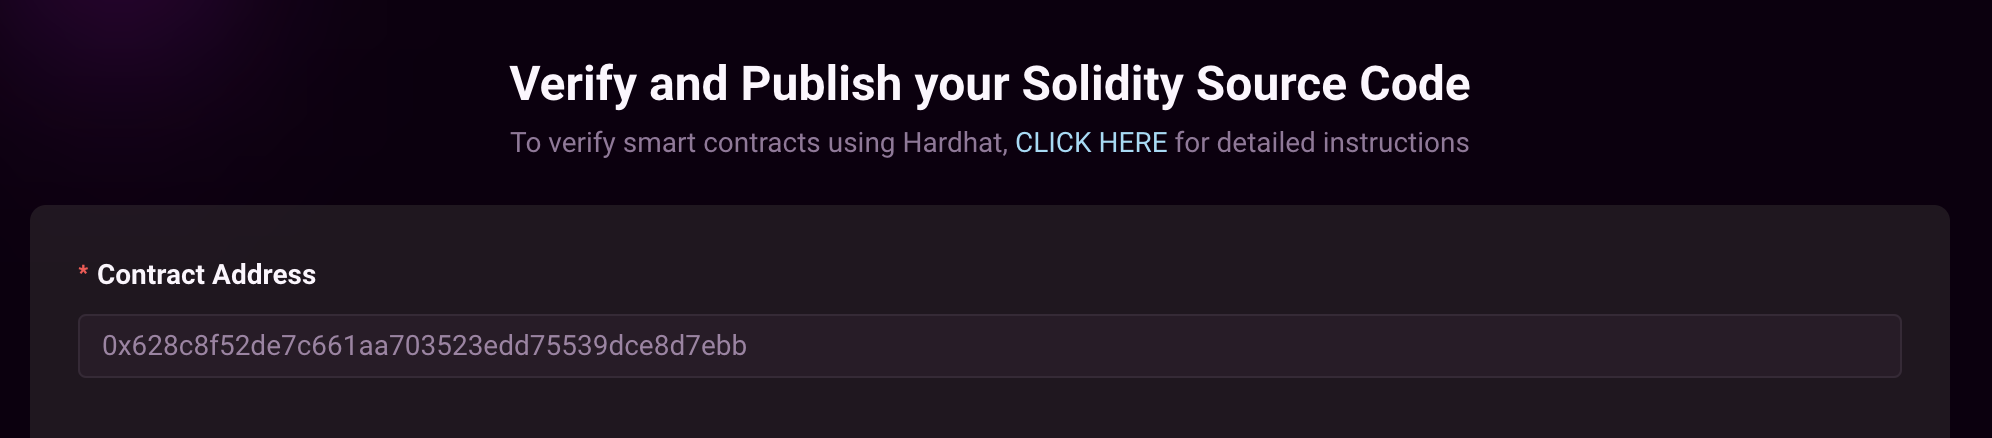 Verify and Publish your Solidity Source Code
To verify smart contracts using Hardhat, CLICK HERE for detailed instructions
* Contract Address
0x628c8f52de7c661aa703523edd75539dce8d7ebb